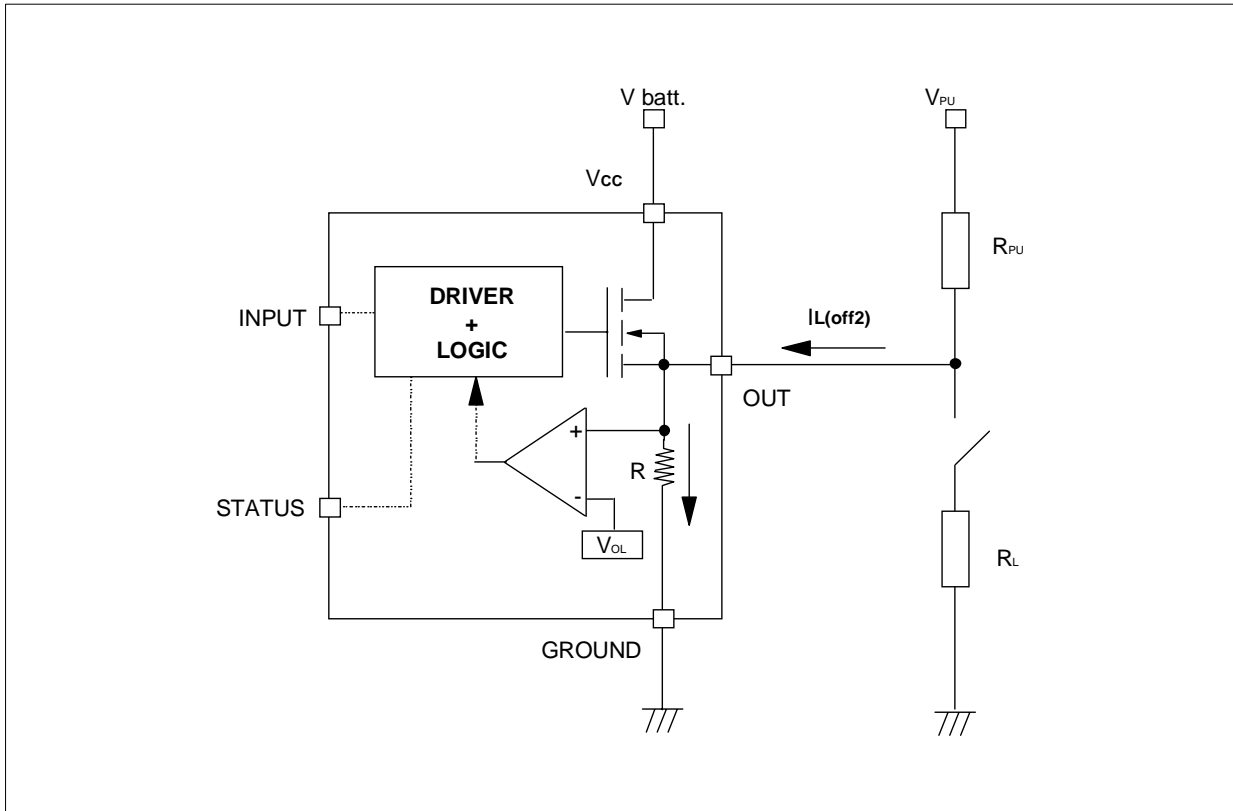 V batt.
VPU
Vcc
RPU
DRIVER
+
LOGIC
INPUT
IL(off2)
OUT
+
R
-
STATUS
VOL
RL
GROUND